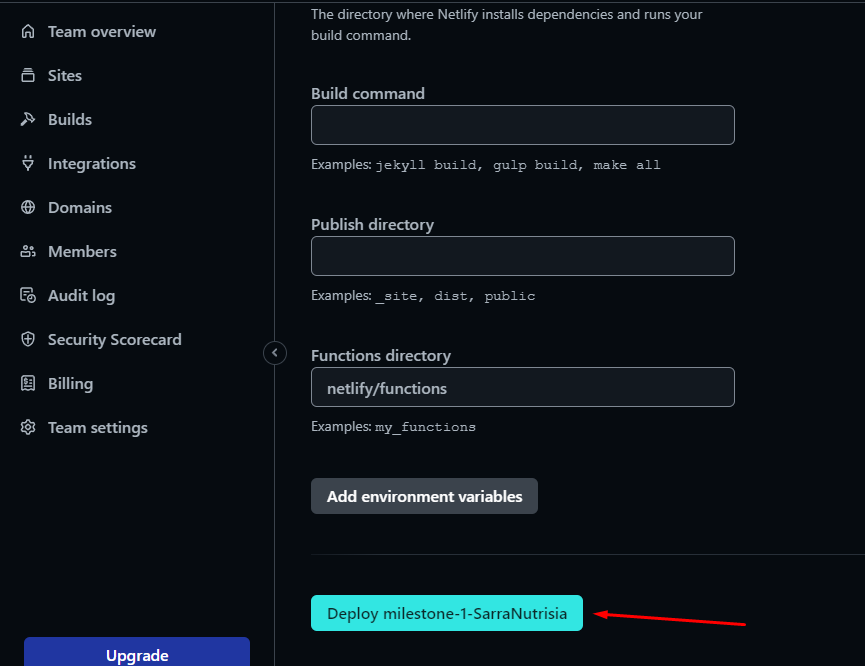 Team overview
Sites
Builds
Integrations
Domains
Members
Audit log
Security Scorecard
Billing
Team settings
Upgrade
The directory where Netlify installs dependencies and runs your
build command.
Build command
Examples: jekyll build, gulp build, make all
Publish directory
Examples: _site, dist, public
Functions directory
netlify/functions
Examples: my_functions
Add environment variables
Deploy milestone-1-SarraNutrisia